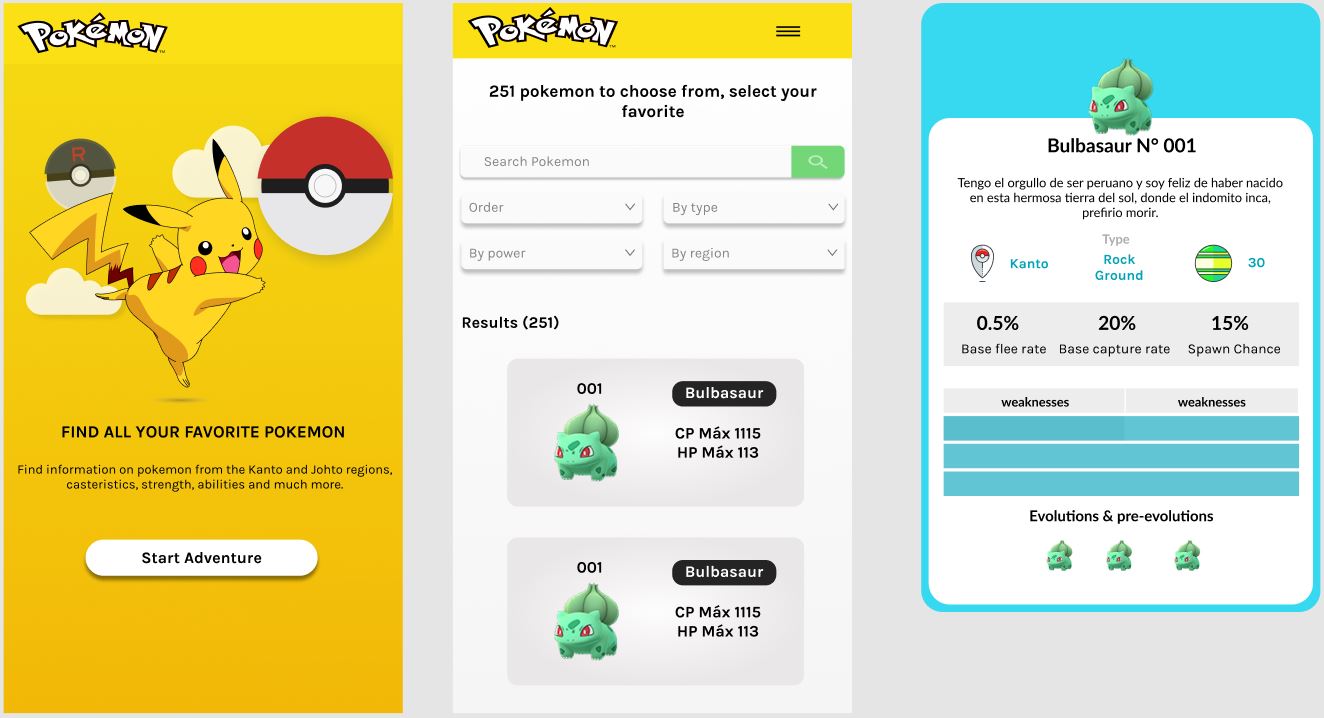 Pokémon
FIND ALL YOUR FAVORITE POKEMON
Find information on pokemon from the Kanto and Johto regions,
casteristics, strength, abilities and much more.
Start Adventure
R
Pokémon
251 pokemon to choose from, select your
favorite
Search Pokemon
Order
By type
By power
By region
Results (251)
001
Bulbasaur
CP Máx 1115
HP Máx 113
001
Bulbasaur
CP Máx 1115
HP Máx 113
Bulbasaur N° 001
Tengo el orgullo de ser peruano y soy feliz de haber nacido
en esta hermosa tierra del sol, donde el indomito inca,
prefirio morir.
Type
Kanto
Rock
Ground
30
0.5%
20%
15%
Base flee rate
Base capture rate
Spawn Chance
weaknesses
weaknesses
Evolutions & pre-evolutions